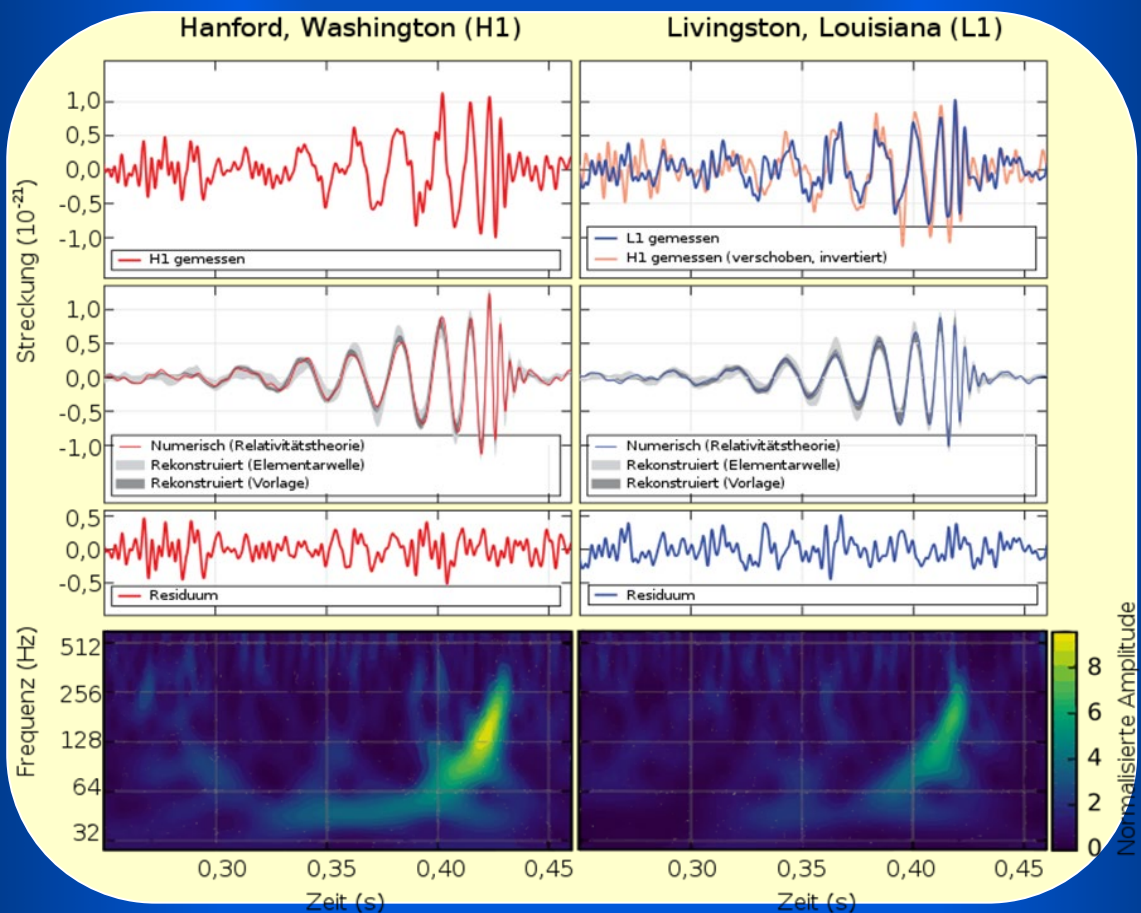 Hanford, Washington (H1)
Livingston, Louisiana (L1)
Streckung (10⁻²¹)
1,0
0,5
0,0
-0,5
-1,0
H1 gemessen
L1 gemessen
H1 gemessen (verschoben, invertiert)
1,0
0,5
0,0
-0,5
-1,0
Numerisch (Relativitätstheorie)
Rekonstruiert (Elementarwelle)
Rekonstruiert (Vorlage)
Numerisch (Relativitätstheorie)
Rekonstruiert (Elementarwelle)
Rekonstruiert (Vorlage)
0,5
0,0
-0,5
Residuum
Residuum
Frequenz (Hz)
512
256
128
64
32
Normalisierte Amplitude
8
6
4
2
0
0,30 0,35 0,40 0,45
0,30 0,35 0,40 0,45
Zeit (s)
Zeit (s)